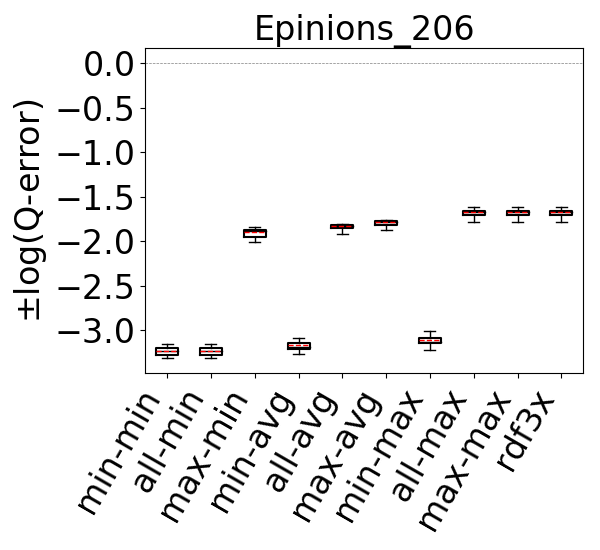 Epinions_206
±log(Q-error)
0.0
−0.5
−1.0
−1.5
−2.0
−2.5
−3.0
min-min
all-min
max-min
min-avg
all-avg
max-avg
min-max
all-max
max-max
rdf3x